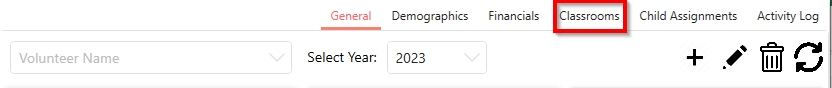 General Demographics Financials Classrooms Child Assignments Activity Log
Volunteer Name Select Year: 2023